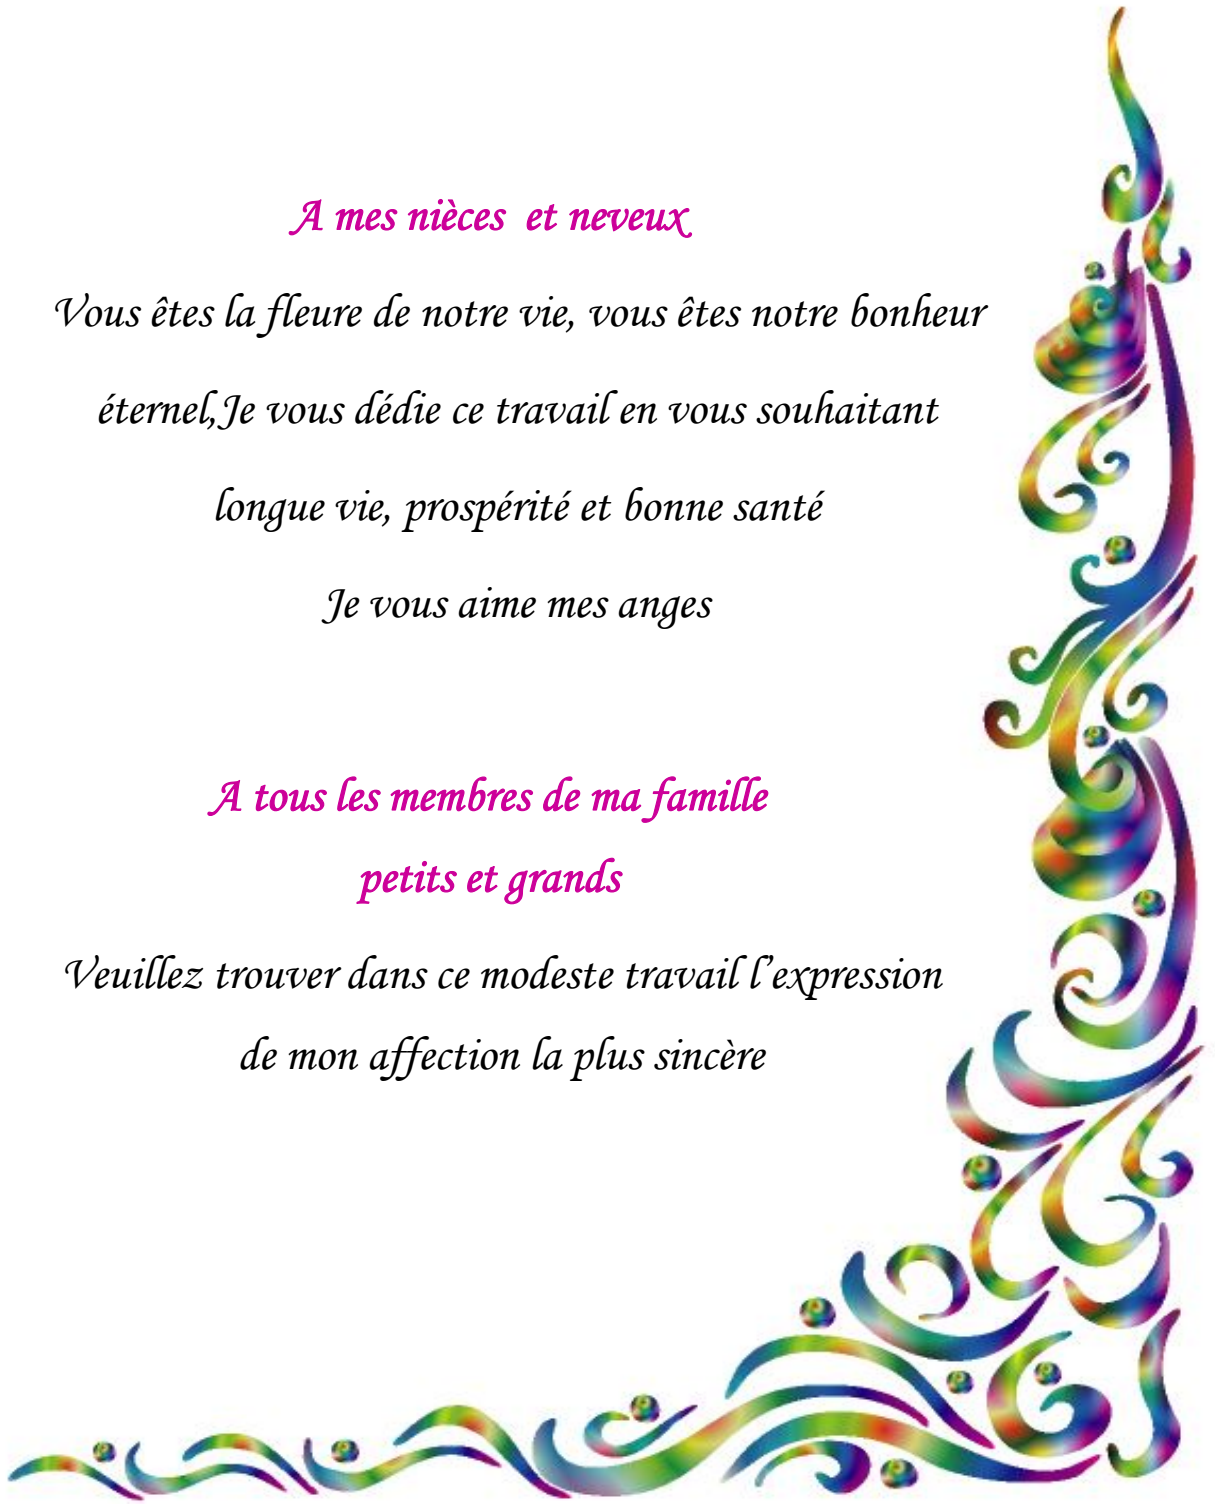 A mes nièces et neveux
Vous êtes la fleure de notre vie, vous êtes notre bonheur
éternel,Je vous dédie ce travail en vous souhaitant
longue vie, prospérité et bonne santé
Je vous aime mes anges
A tous les membres de ma famille
petits et grands
Veuillez trouver dans ce modeste travail l’expression
de mon affection la plus sincère